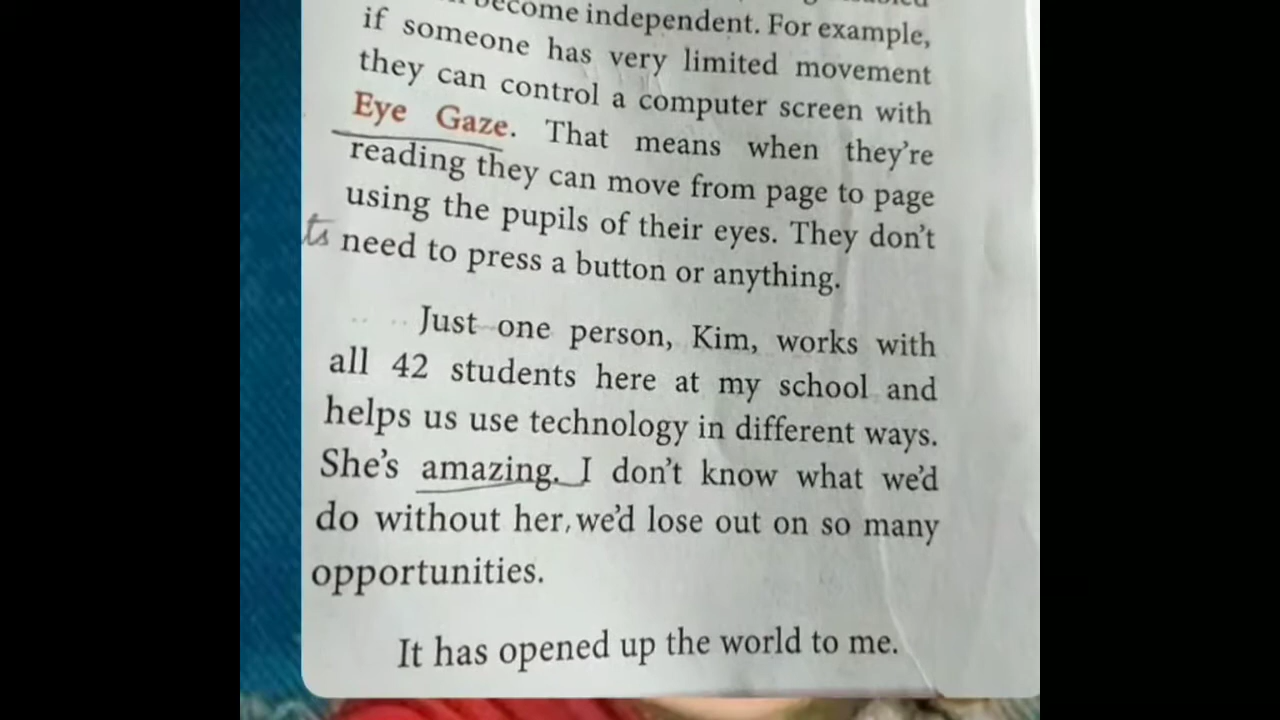 become independent. For example,
if someone has very limited movement
they can control a computer screen with
Eye Gaze. That means when they're
reading they can move from page to page
using the pupils of their eyes. They don't
ts need to press a button or anything.
Just one person, Kim, works with
all 42 students here at my school and
helps us use technology in different ways.
She's amazing. I don't know what we'd
do without her, we'd lose out on so many
opportunities.
It has opened up the world to me.